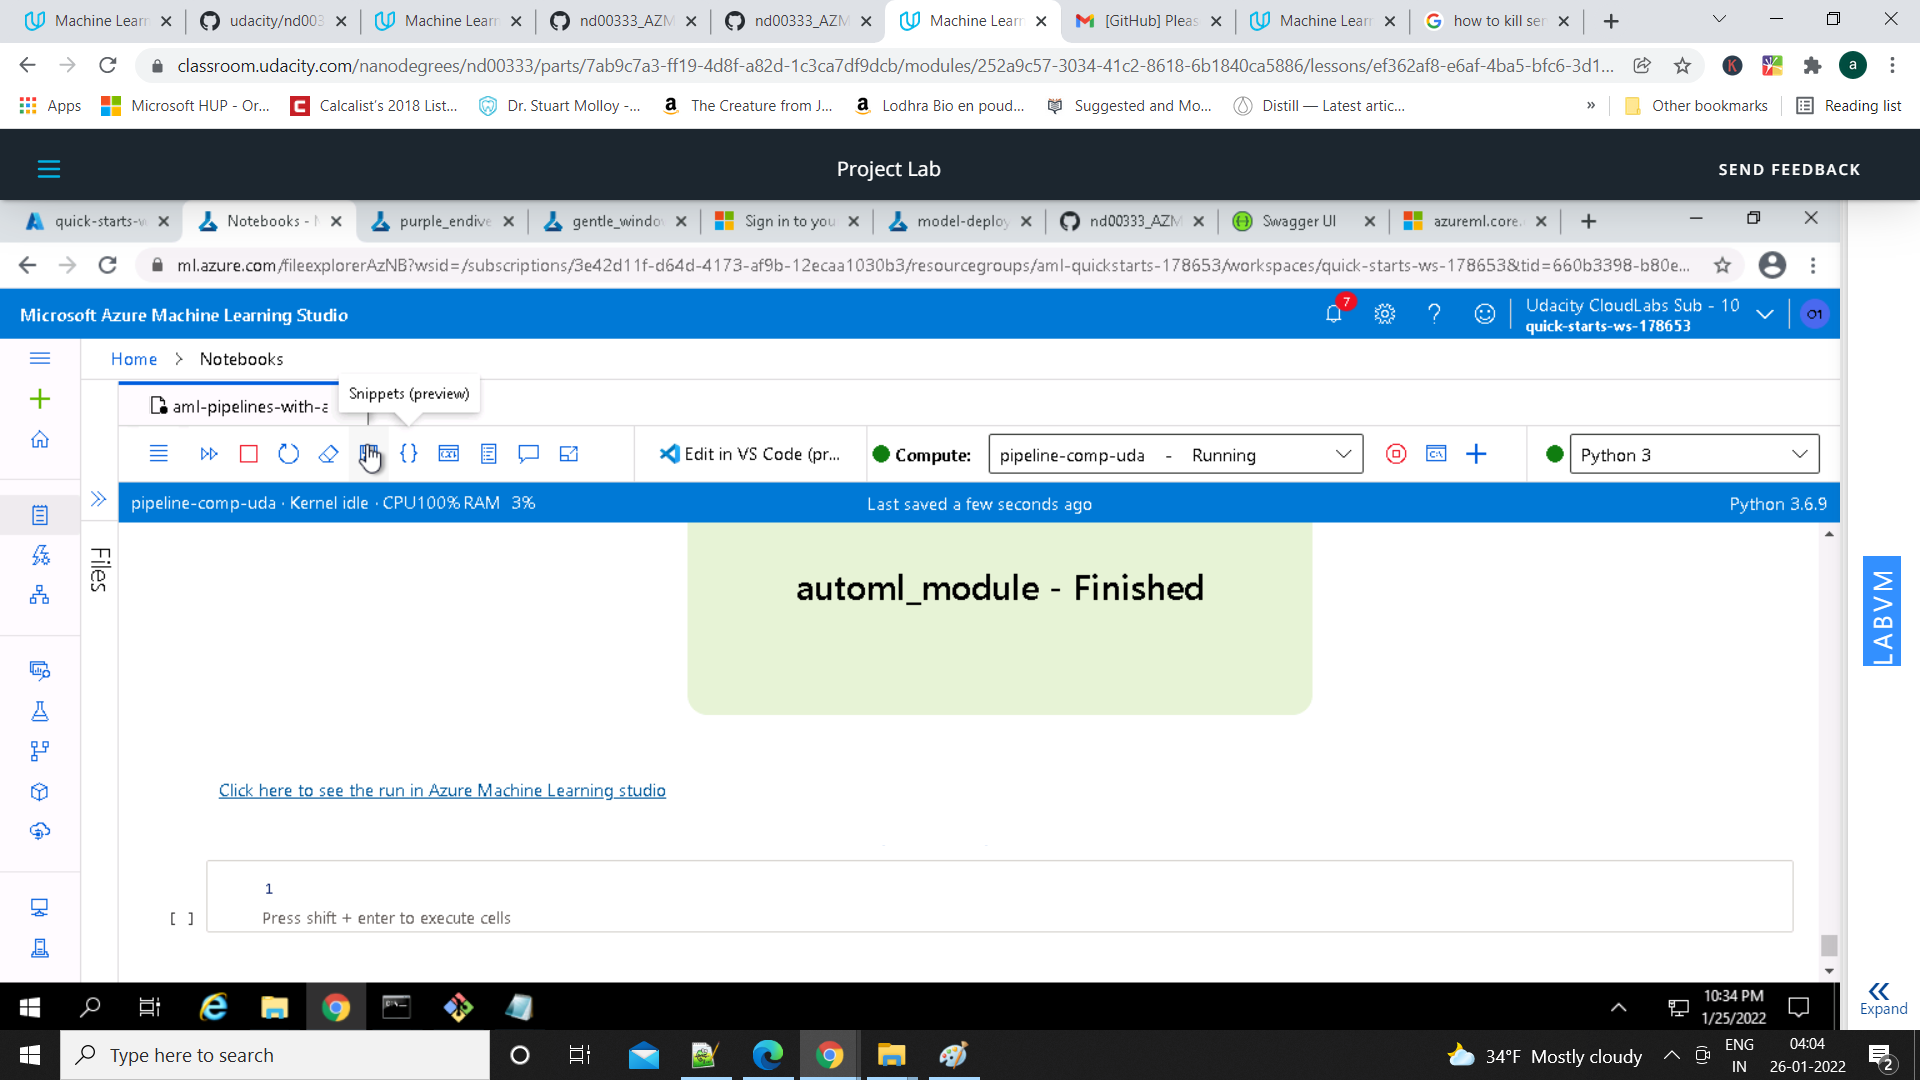 Machine Learn
udacity/nd003
Machine Learn
nd00333_AZM
nd00333_AZM
Machine Learn
[GitHub] Pleas
Machine Learn
how to kill ser
classroom.udacity.com/nanodegrees/nd00333/parts/7ab9c7a3-ff19-4d8f-a82d-1c3ca7df9dcb/modules/252a9c57-3034-41c2-8618-6b1840ca5886/lessons/ef362af8-e6af-4ba5-bfc6-3d1...
K
a
Apps
Microsoft HUP - Or...
Calcalist's 2018 List...
Dr. Stuart Molloy -...
The Creature from J...
Lodhra Bio en poud...
Suggested and Mo...
Distill — Latest artic...
»
Other bookmarks
Reading list
Project Lab
SEND FEEDBACK
quick-starts-w
Notebooks - M
purple_endive
gentle_windo
Sign in to you
model-deploy
nd00333_AZM
Swagger UI
azureml.core.
ml.azure.com/fileexplorerAzNB?wsid=/subscriptions/3e42d11f-d64d-4173-af9b-12ecaa1030b3/resourcegroups/aml-quickstarts-178653/workspaces/quick-starts-ws-178653&tid=660b3398-b80e...
Microsoft Azure Machine Learning Studio
7
Udacity CloudLabs Sub - 10
quick-starts-ws-178653
O1
Home > Notebooks
Snippets (preview)
aml-pipelines-with-a
Edit in VS Code (pr...
Compute:
pipeline-comp-uda - Running
Python 3
pipeline-comp-uda · Kernel idle · CPU100% RAM 3%
Last saved a few seconds ago
Python 3.6.9
Files
automl_module - Finished
Click here to see the run in Azure Machine Learning studio
1
[ ]
Press shift + enter to execute cells
LABVM
Expand
10:34 PM
1/25/2022
Type here to search
34°F Mostly cloudy
ENG
IN
04:04
26-01-2022
2